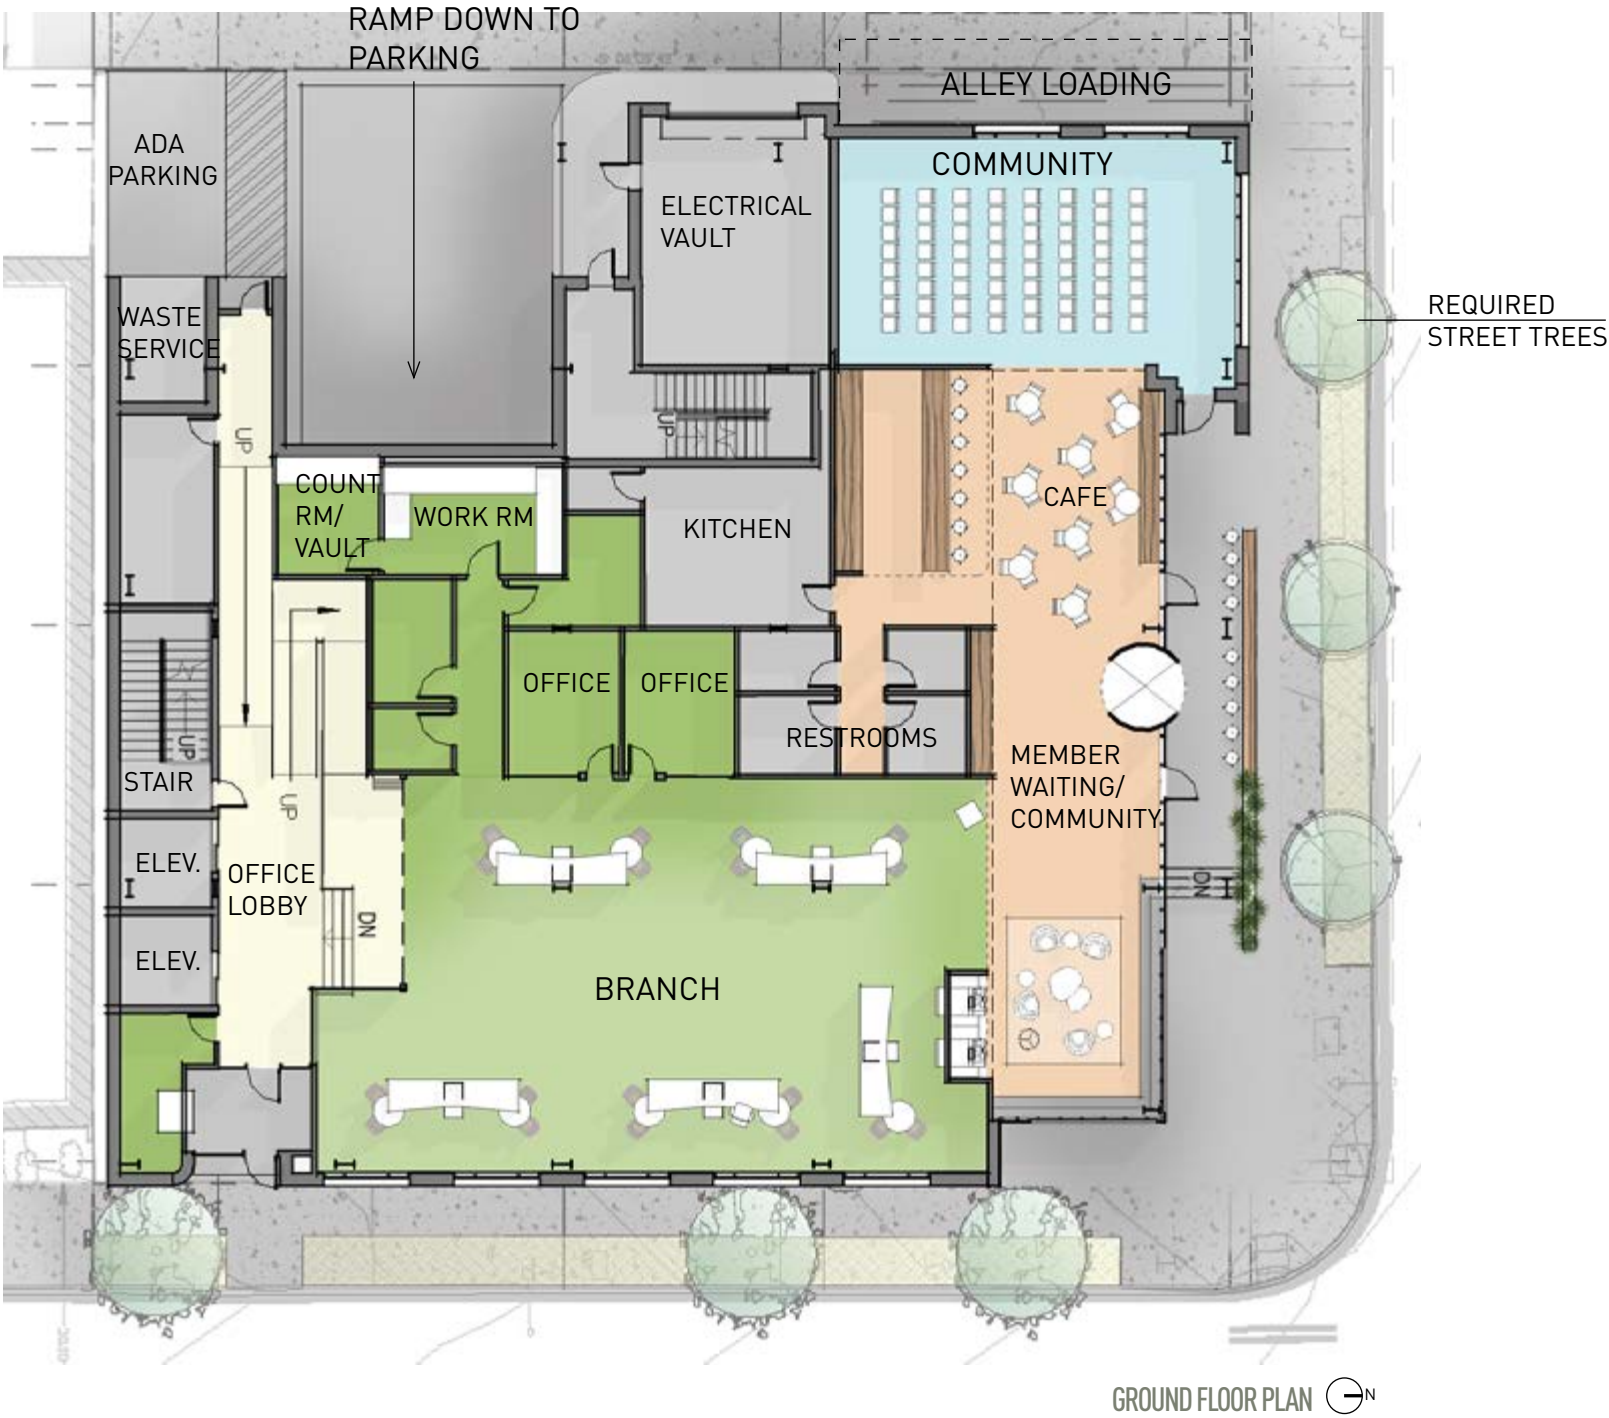 RAMP DOWN TO
PARKING
ALLEY LOADING
ADA
PARKING
COMMUNITY
ELECTRICAL
VAULT
REQUIRED
STREET TREES
WASTE
SERVICE
UP
UP
COUNT
RM/
VAULT
WORK RM
KITCHEN
CAFE
OFFICE
OFFICE
RESTROOMS
MEMBER
WAITING/
COMMUNITY
UP
STAIR
UP
ELEV.
OFFICE
LOBBY
DN
DN
ELEV.
BRANCH
GROUND FLOOR PLAN
N